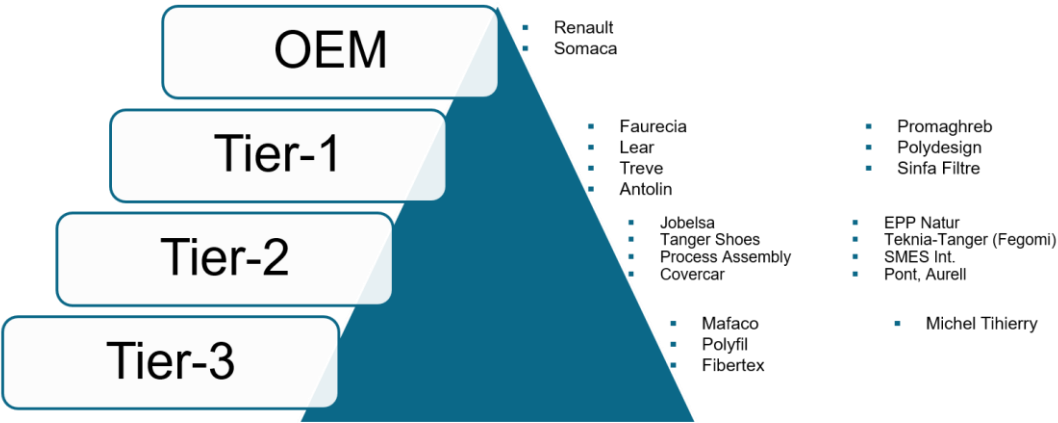 OEM
Renault
Somaca
Tier-1
Faurecia
Lear
Treve
Antolin
Promaghreb
Polydesign
Sinfa Filtre
Tier-2
Jobelsa
Tanger Shoes
Process Assembly
Covercar
EPP Natur
Teknia-Tanger (Fegomi)
SMES Int.
Pont, Aurell
Tier-3
Mafaco
Polyfil
Fibertex
Michel Tihierry